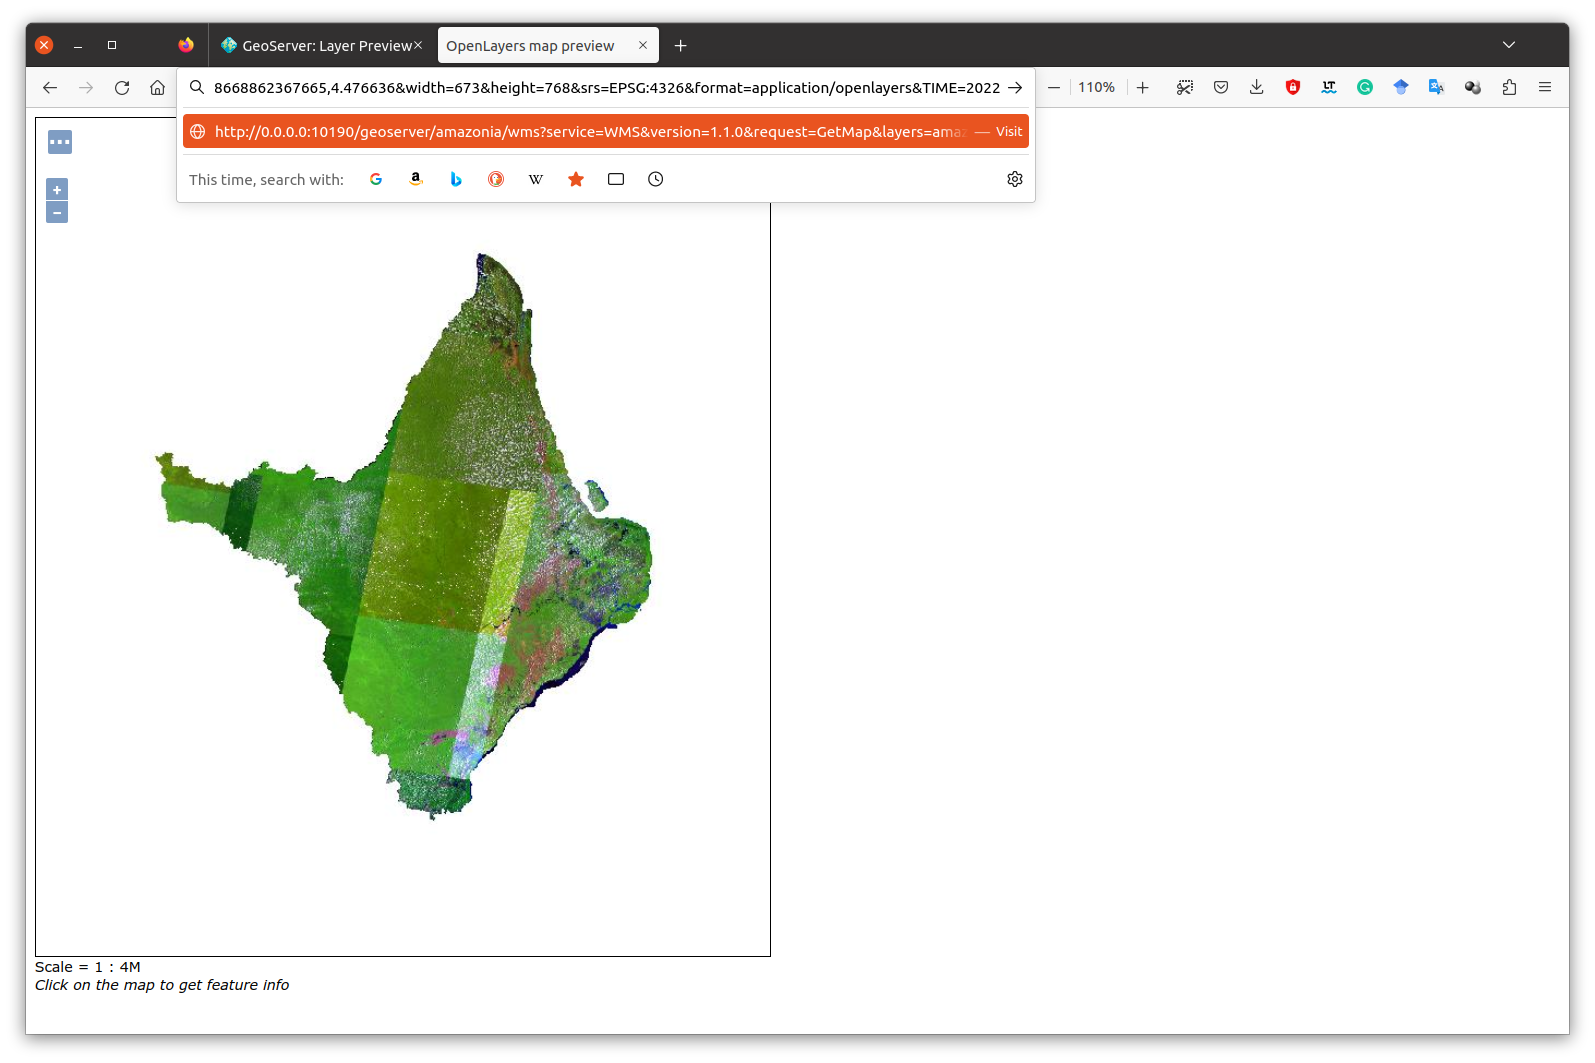 GeoServer: Layer Preview
OpenLayers map preview
8668862367665,4.476636&width=673&height=768&srs=EPSG:4326&format=application/openlayers&TIME=2022
110%
LT
http://0.0.0.0:10190/geoserver/amazonia/wms?service=WMS&version=1.1.0&request=GetMap&layers=ama — Visit
This time, search with:
G a b W
+
−
Scale = 1 : 4M
Click on the map to get feature info